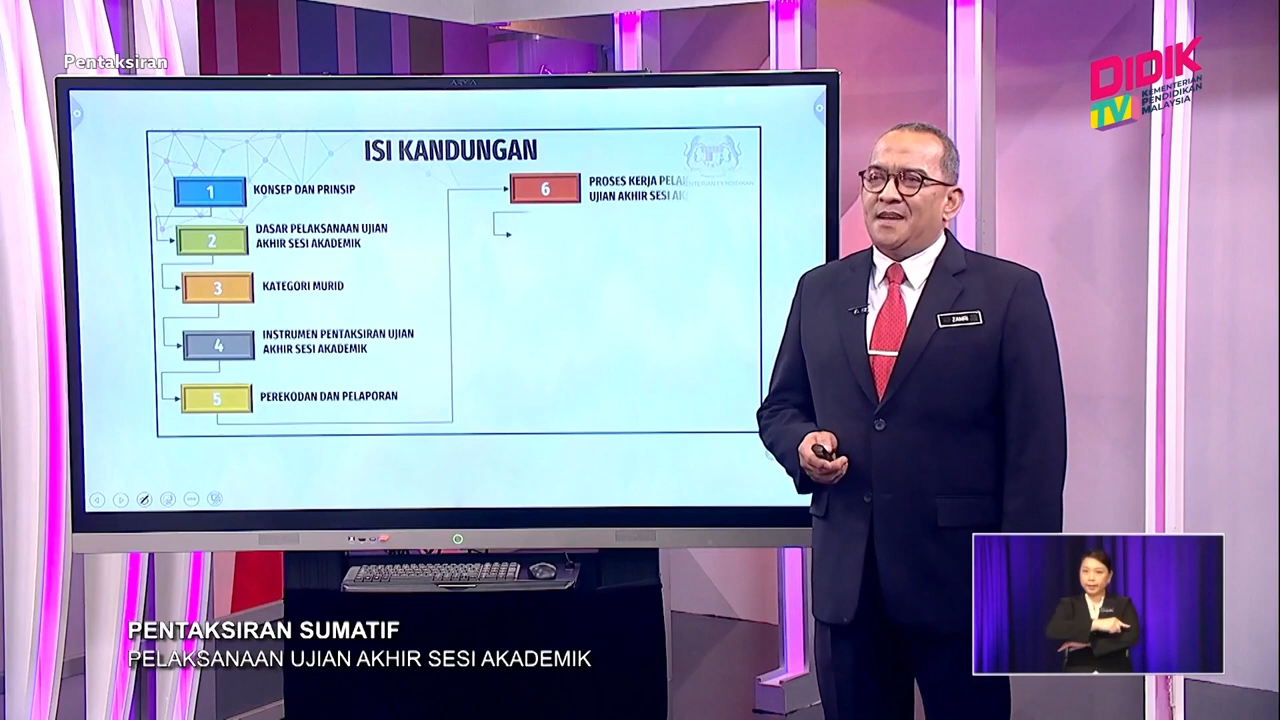 Pentaksiran
DIDIK
TV
KEMENTERIAN
PENDIDIKAN
MALAYSIA
ISI KANDUNGAN
1
KONSEP DAN PRINSIP
2
DASAR PELAKSANAAN UJIAN
AKHIR SESI AKADEMIK
3
KATEGORI MURID
4
INSTRUMEN PENTAKSIRAN UJIAN
AKHIR SESI AKADEMIK
5
PEREKODAN DAN PELAPORAN
6
PROSES KERJA
UJIAN AKHIR SESI
ZAMRI
PENTAKSIRAN SUMATIF
PELAKSANAAN UJIAN AKHIR SESI AKADEMIK